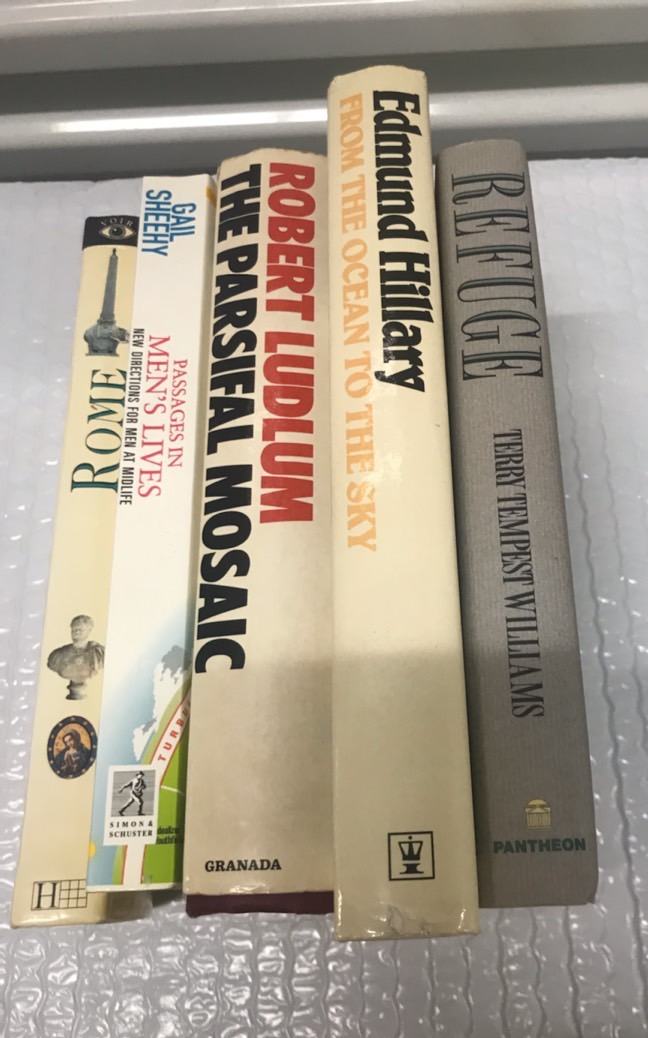 VOIR
ROME
H
GAIL
SHEEHY
PASSAGES IN
MEN'S LIVES
NEW DIRECTIONS FOR MEN AT MIDLIFE
TURB
SIMON &
SCHUSTER
ROBERT LUDLUM
THE PARSIFAL MOSAIC
GRANADA
Edmund Hillary
FROM THE OCEAN TO THE SKY
REFUGE
TERRY TEMPEST WILLIAMS
PANTHEON